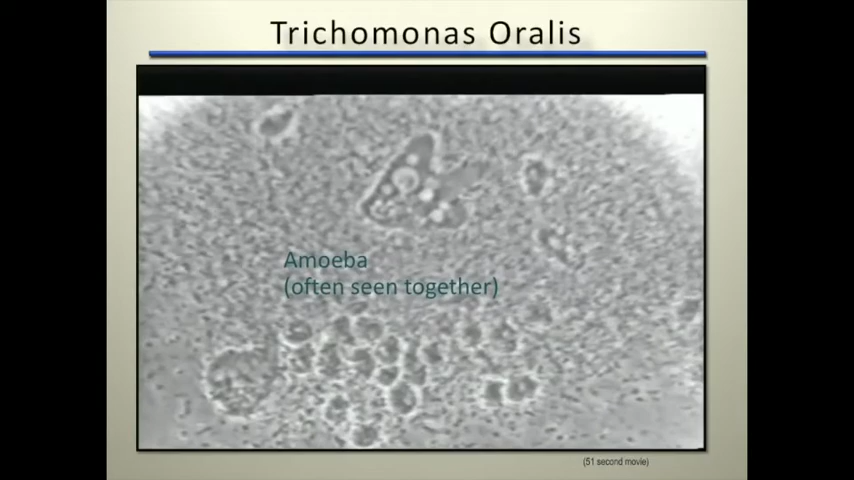 Trichomonas Oralis
Amoeba
(often seen together)
(51 second movie)